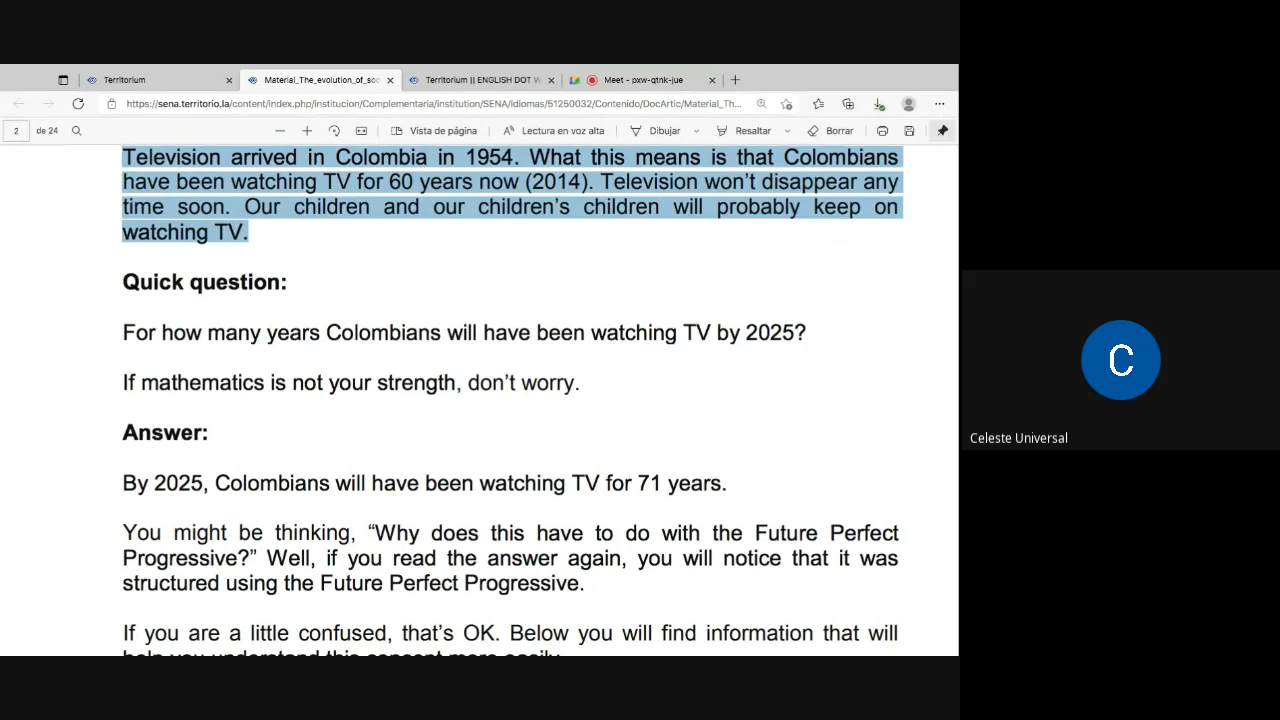 Territorium
Material_The_evolution_of_soc
Territorium || ENGLISH DOT W
Meet - pxw-qtnk-jue
https://sena.territorio.la/content/index.php/institucion/Complementaria/institution/SENA/Idiomas/51250032/Contenido/DocArtic/Material_Th...
2 de 24
Vista de página
Lectura en voz alta
Dibujar
Resaltar
Borrar
Television arrived in Colombia in 1954. What this means is that Colombians
have been watching TV for 60 years now (2014). Television won’t disappear any
time soon. Our children and our children’s children will probably keep on
watching TV.
Quick question:
For how many years Colombians will have been watching TV by 2025?
If mathematics is not your strength, don’t worry.
Answer:
By 2025, Colombians will have been watching TV for 71 years.
You might be thinking, “Why does this have to do with the Future Perfect
Progressive?” Well, if you read the answer again, you will notice that it was
structured using the Future Perfect Progressive.
If you are a little confused, that’s OK. Below you will find information that will
help you understand this concept more easily.
C
Celeste Universal